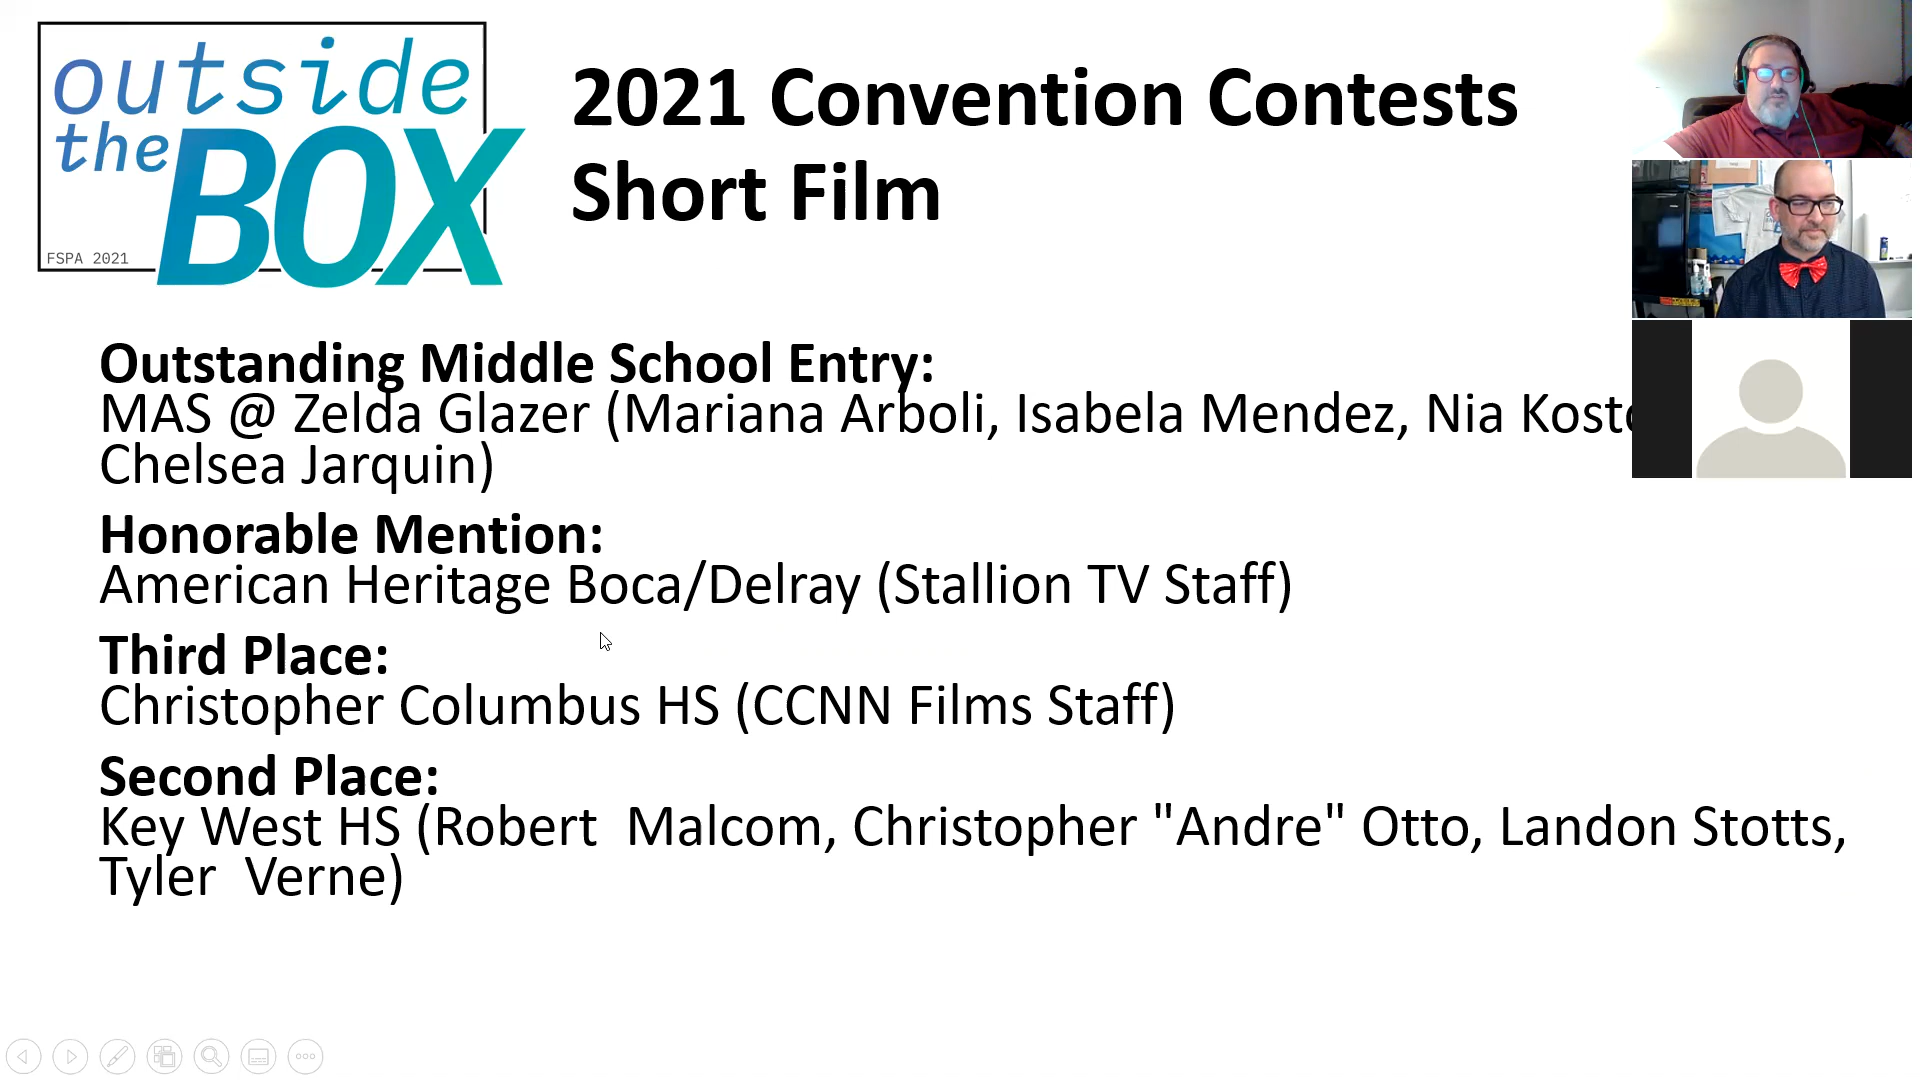 outside
the BOX
FSPA 2021
2021 Convention Contests
Short Film
Outstanding Middle School Entry:
MAS @ Zelda Glazer (Mariana Arboli, Isabela Mendez, Nia
Chelsea Jarquin)
Honorable Mention:
American Heritage Boca/Delray (Stallion TV Staff)
Third Place:
Christopher Columbus HS (CCNN Films Staff)
Second Place:
Key West HS (Robert  Malcom, Christopher "Andre" Otto, Landon Stotts,
Tyler  Verne)